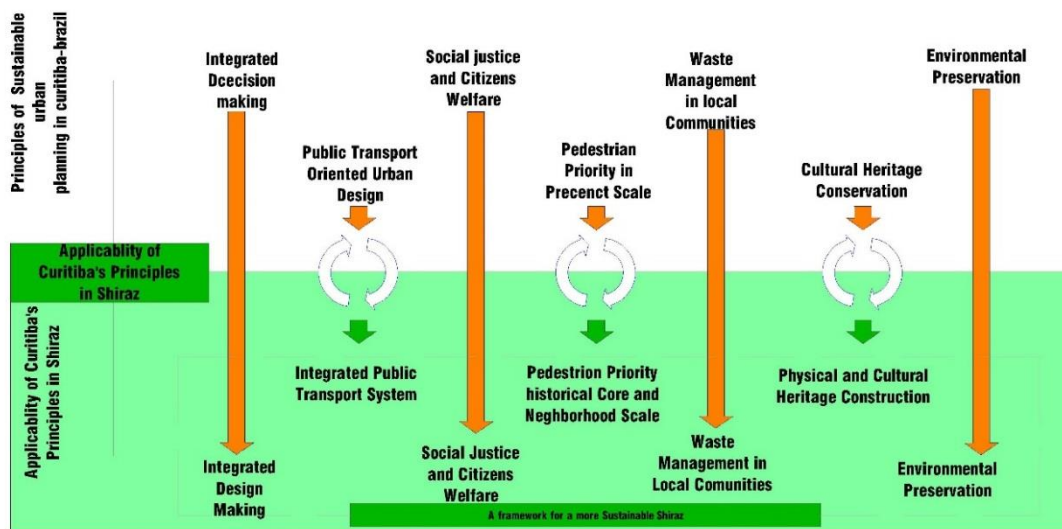 Principles of Sustainable
urban
planning in curitiba-brazil
Integrated
Dcecision
making
Social justice
and Citizens
Welfare
Waste
Management
in local
Communities
Environmental
Preservation
Public Transport
Oriented Urban
Design
Pedestrian
Priority in
Precenct Scale
Cultural Heritage
Conservation
Applicablity of
Curitiba's Principles
in Shiraz
Applicability of Curitiba's
Principles in Shiraz
Integrated Public
Transport System
Pedestrion Priority
historical Core and
Neghborhood Scale
Physical and Cultural
Heritage Construction
Integrated
Design
Making
Social Justice
and Citizens
Welfare
Waste
Management in
Local Comunities
Environmental
Preservation
A framework for a more Sustainable Shiraz